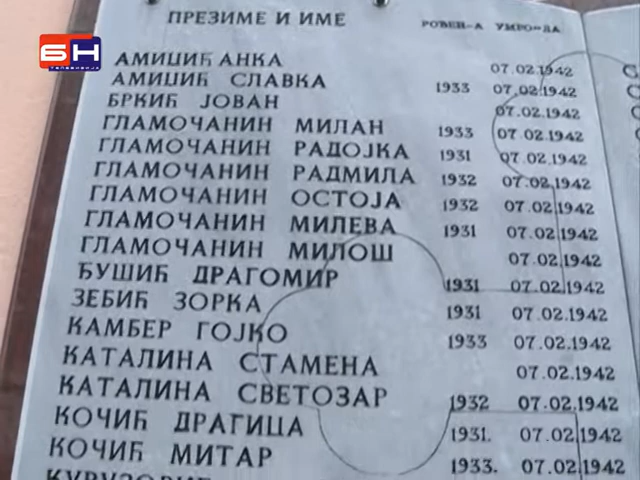 БН
ТЕЛЕВИЗИЈА
ПРЕЗИМЕ И ИМЕ РОЂЕН-А УМРО-ЛА
АМИЏИЋ АНКА 07.02.1942
АМИЏИЋ СЛАВКА 1933 07.02.1942
БРКИЋ ЈОВАН 07.02.1942
ГЛАМОЧАНИН МИЛАН 1933 07.02.1942
ГЛАМОЧАНИН РАДОЈКА 1931 07.02.1942
ГЛАМОЧАНИН РАДМИЛА 1932 07.02.1942
ГЛАМОЧАНИН ОСТОЈА 1932 07.02.1942
ГЛАМОЧАНИН МИЛЕВА 1931 07.02.1942
ГЛАМОЧАНИН МИЛОШ 07.02.1942
ЂУШИЋ ДРАГОМИР 1931 07.02.1942
ЗЕБИЋ ЗОРКА 1931 07.02.1942
КАМБЕР ГОЈКО 1933 07.02.1942
КАТАЛИНА СТАМЕНА 07.02.1942
КАТАЛИНА СВЕТОЗАР 1932 07.02.1942
КОЧИЋ ДРАГИЦА 1931. 07.02.1942
КОЧИЋ МИТАР 1933. 07.02.1942